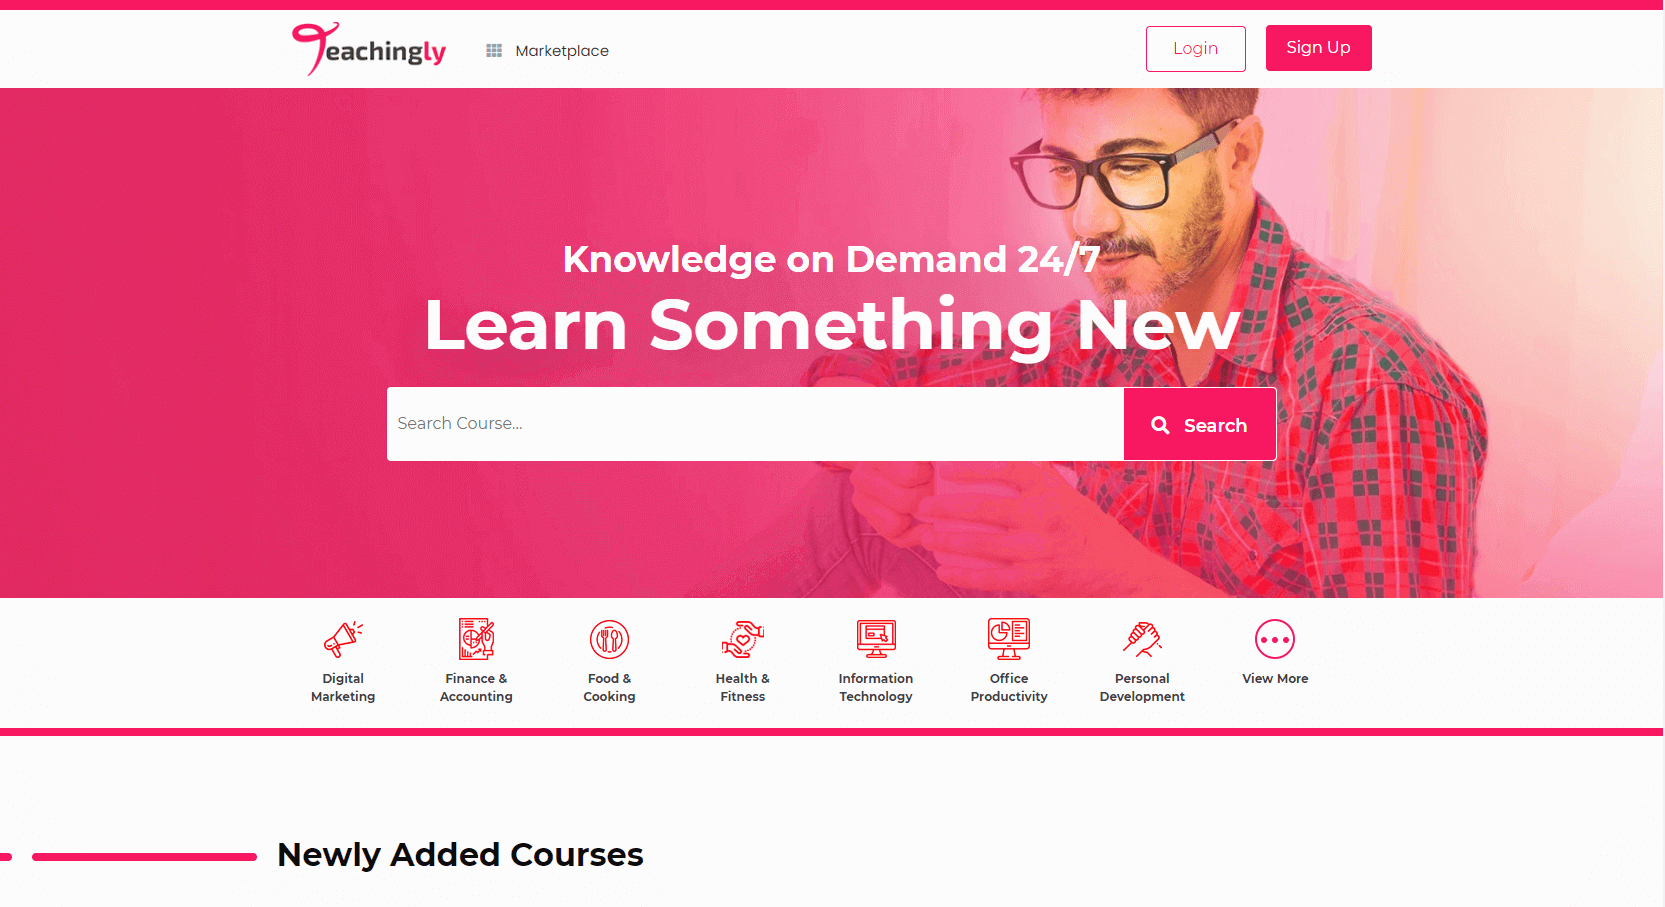 Teachingly
Marketplace
Login
Sign Up
Knowledge on Demand 24/7
Learn Something New
Search Course...
Search
Digital
Marketing
Finance &
Accounting
Food &
Cooking
Health &
Fitness
Information
Technology
Office
Productivity
Personal
Development
View More
Newly Added Courses